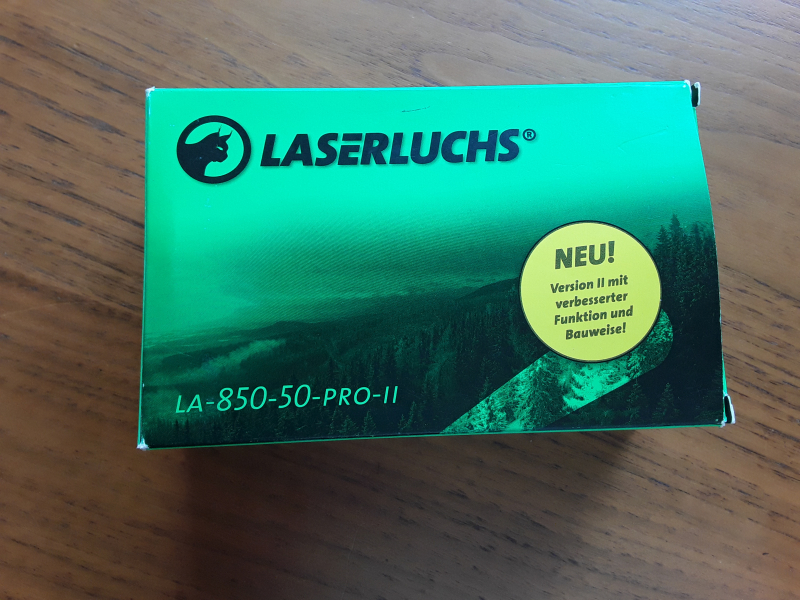 LASERLUCHS®
NEU!
Version II mit
verbesserter
Funktion und
Bauweise!
LA-850-50-PRO-II